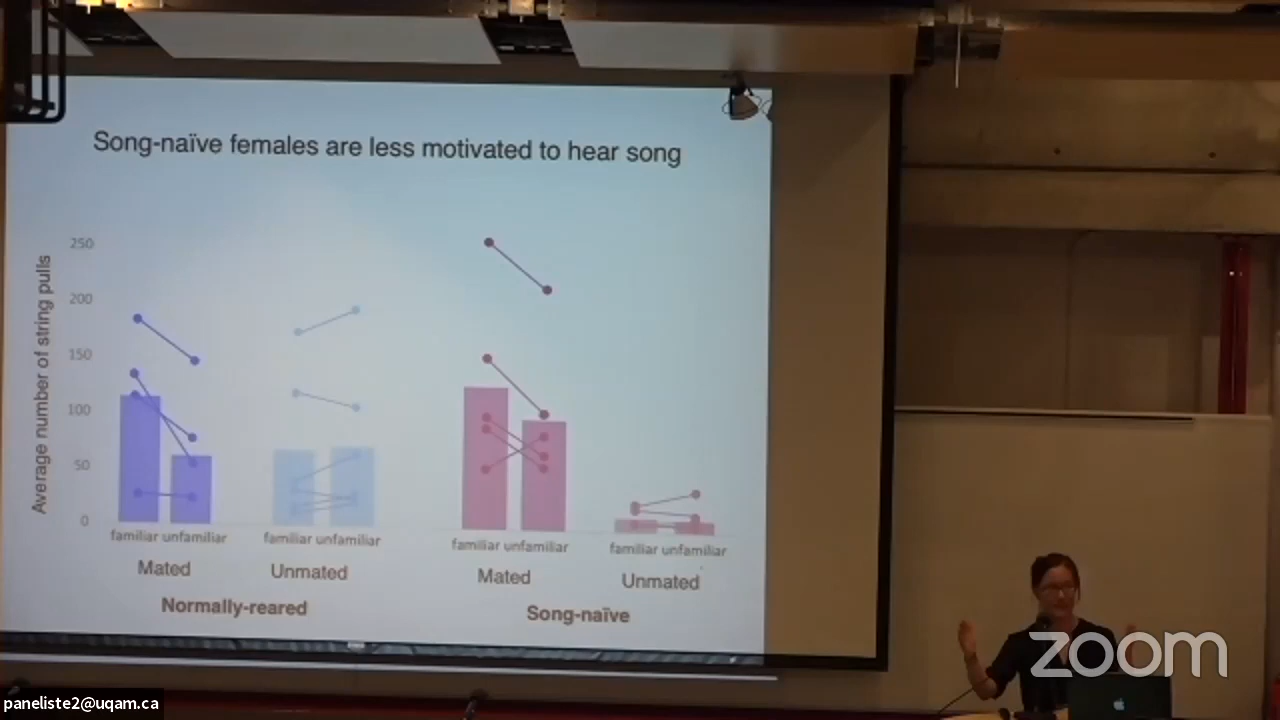 Song-naïve females are less motivated to hear song
Average number of string pulls
250
200
150
100
50
0
familiar unfamiliar familiar unfamiliar familiar unfamiliar familiar unfamiliar
Mated Unmated Mated Unmated
Normally-reared Song-naïve
zoom
paneliste2@uqam.ca